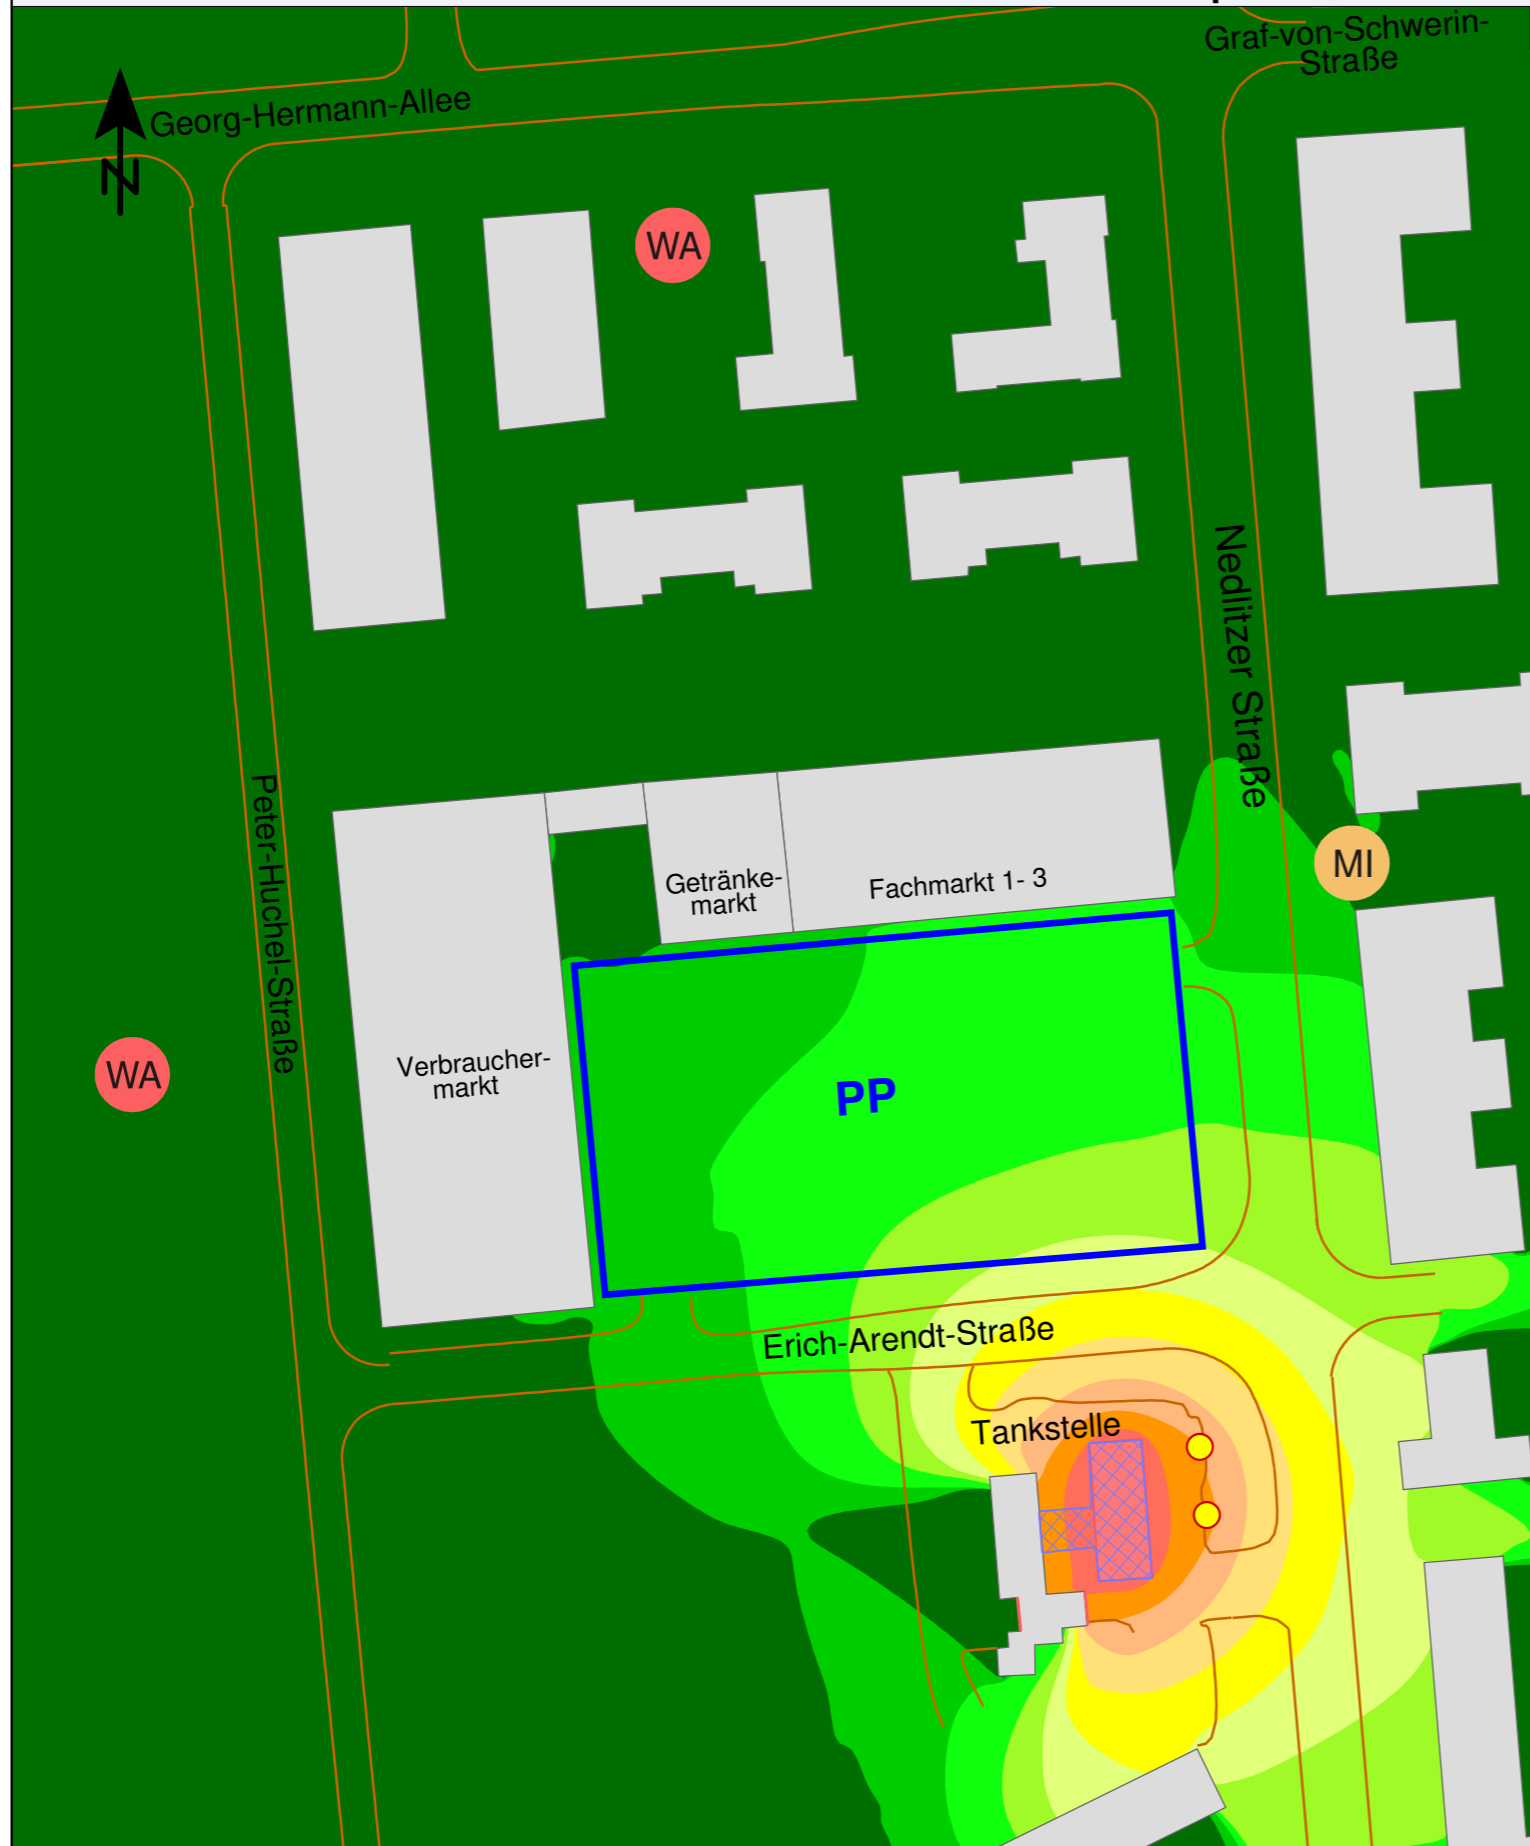 Graf-von-Schwerin-
Straße
Georg-Hermann-Allee
N
WA
Nedlitzer Straße
Peter-Huchel-Straße
MI
Getränke-
markt
Fachmarkt 1- 3
Verbraucher-
markt
WA
PP
Erich-Arendt-Straße
Tankstelle